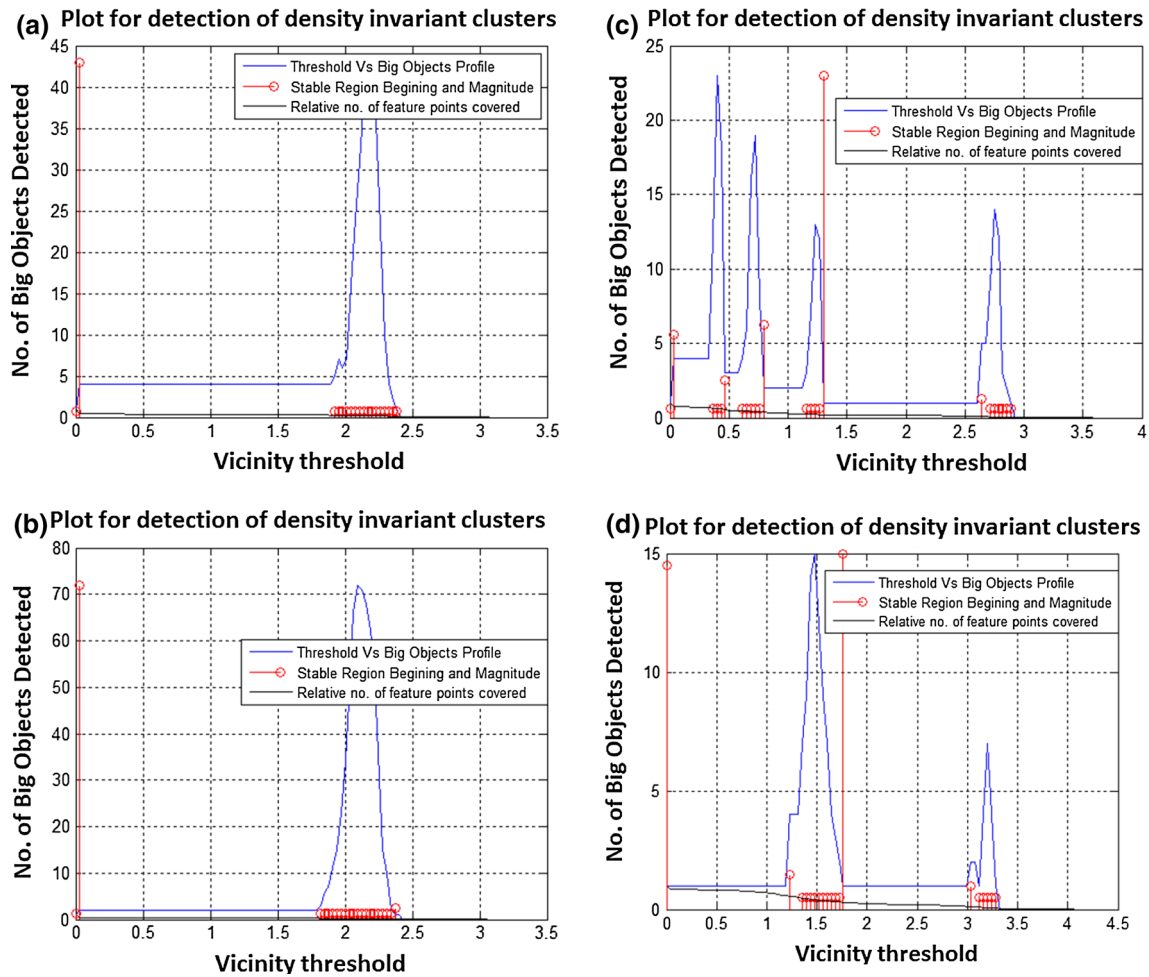 (a) Plot for detection of density invariant clusters
No. of Big Objects Detected
45
40
35
30
25
20
15
10
5
0
Threshold Vs Big Objects Profile
Stable Region Begining and Magnitude
Relative no. of feature points covered
0 0.5 1 1.5 2 2.5 3 3.5
Vicinity threshold
(b) Plot for detection of density invariant clusters
No. of Big Objects Detected
80
70
60
50
40
30
20
10
0
Threshold Vs Big Objects Profile
Stable Region Begining and Magnitude
Relative no. of feature points covered
0 0.5 1 1.5 2 2.5 3 3.5
Vicinity threshold
(c) Plot for detection of density invariant clusters
No. of Big Objects Detected
25
20
15
10
5
0
Threshold Vs Big Objects Profile
Stable Region Begining and Magnitude
Relative no. of feature points covered
0 0.5 1 1.5 2 2.5 3 3.5 4
Vicinity threshold
(d) Plot for detection of density invariant clusters
No. of Big Objects Detected
15
10
5
0
Threshold Vs Big Objects Profile
Stable Region Begining and Magnitude
Relative no. of feature points covered
0 0.5 1 1.5 2 2.5 3 3.5 4 4.5
Vicinity threshold